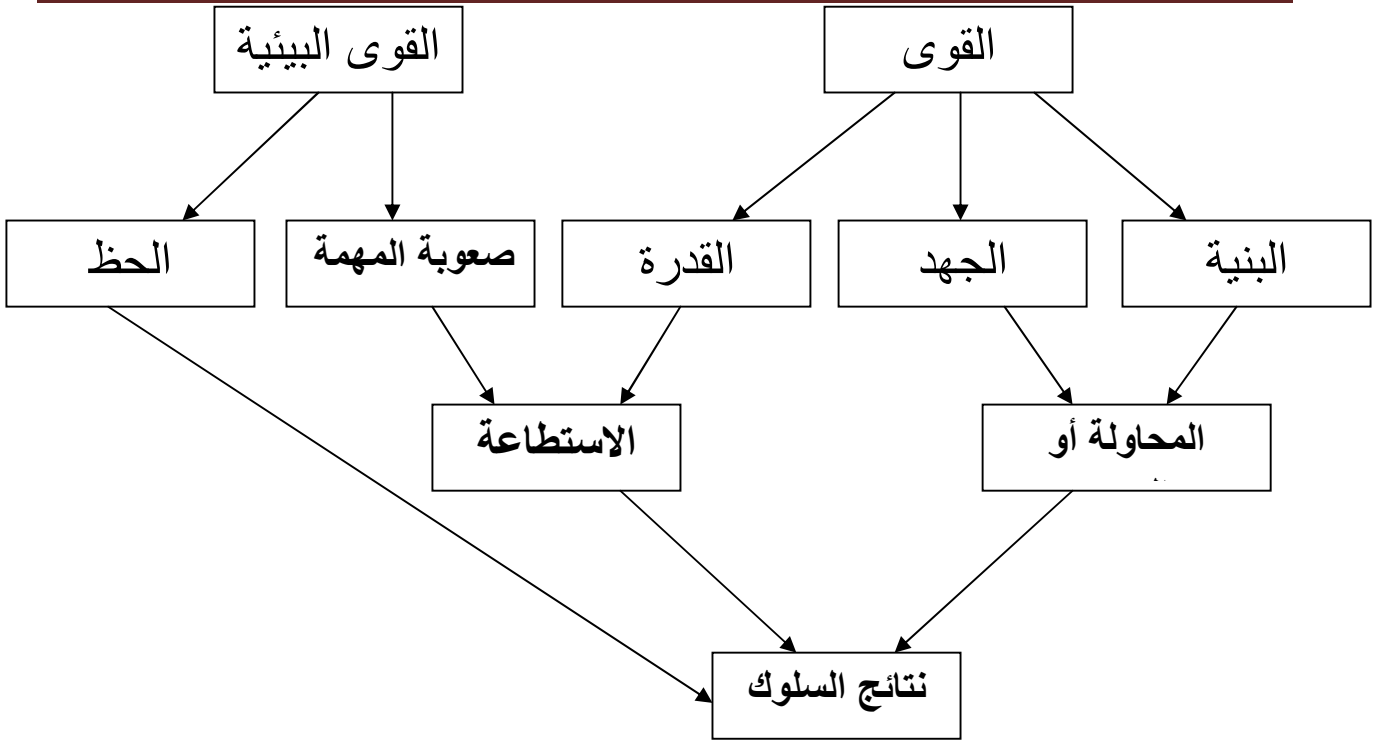 القوى
القوى البيئية
البنية
الجهد
القدرة
صعوبة المهمة
الحظ
المحاولة أو
الاستطاعة
نتائج السلوك